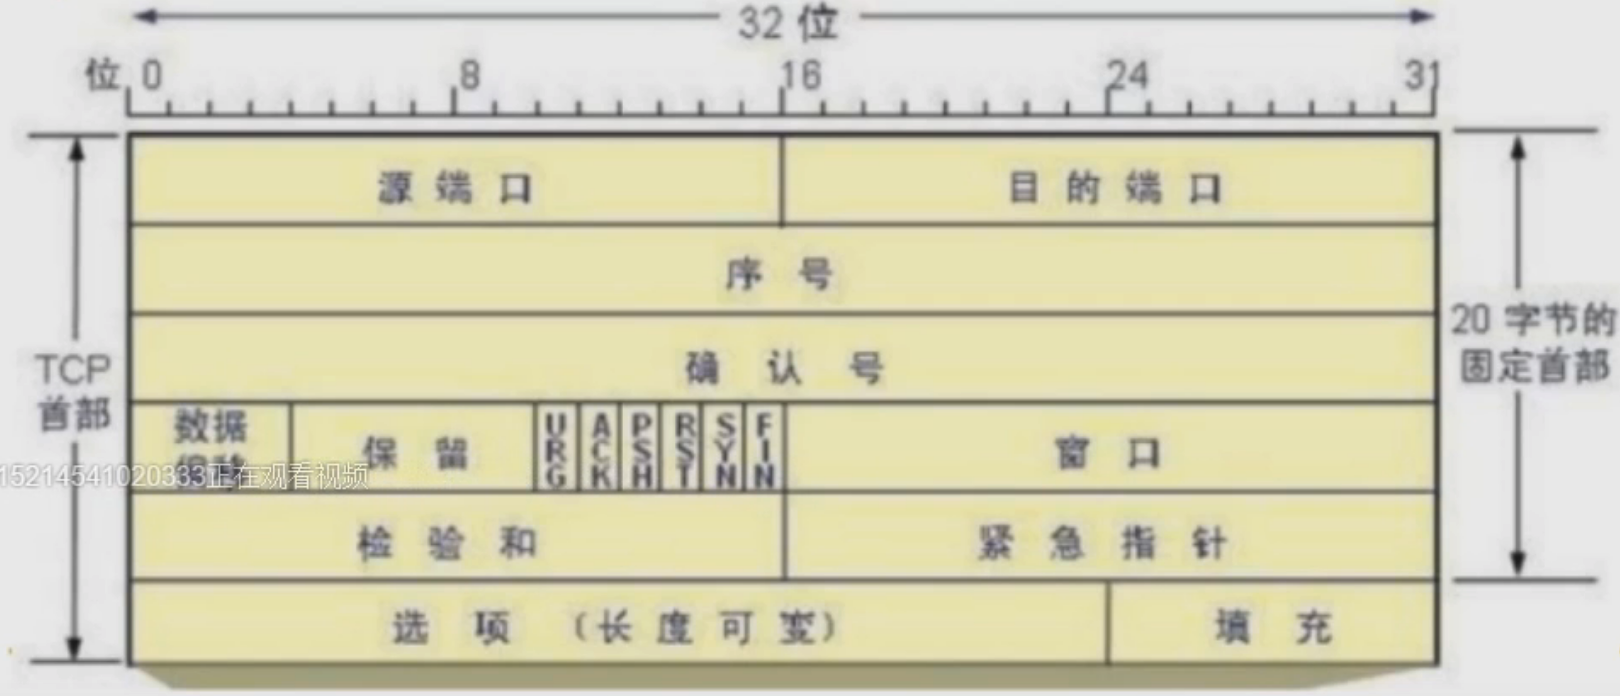 32 位
位 0 8 16 24 31
源端口 目的端口
序号
确认号
TCP
首部
20 字节的
固定首部
数据
保留 URG ACK PSH RST SYN FIN 窗口
15214541020333正在观看视频
检验和 紧急指针
选项 (长度可变) 填充